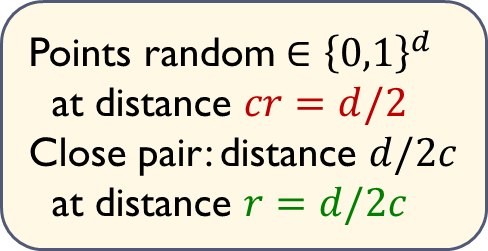 Points random ∈ {0,1}^d
at distance cr = d/2
Close pair: distance d/2c
at distance r = d/2c